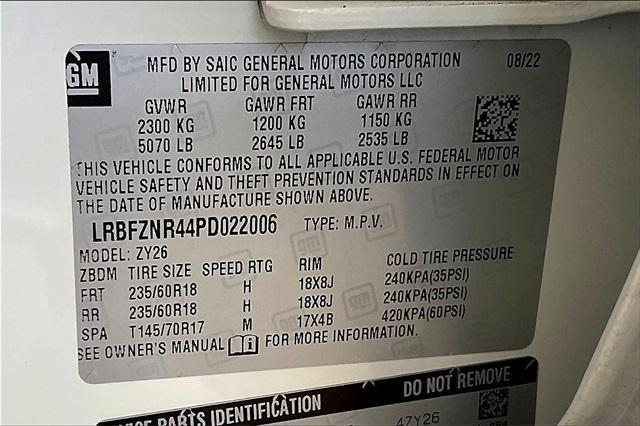 GM
MFD BY SAIC GENERAL MOTORS CORPORATION 08/22
LIMITED FOR GENERAL MOTORS LLC
GVWR GAWR FRT GAWR RR
2300 KG 1200 KG 1150 KG
5070 LB 2645 LB 2535 LB
THIS VEHICLE CONFORMS TO ALL APPLICABLE U.S. FEDERAL MOTOR
VEHICLE SAFETY AND THEFT PREVENTION STANDARDS IN EFFECT ON
THE DATE OF MANUFACTURE SHOWN ABOVE.
LRBFZNR44PD022006 TYPE: M.P.V.
MODEL: ZY26
ZBDM TIRE SIZE SPEED RTG RIM COLD TIRE PRESSURE
FRT 235/60R18 H 18X8J 240KPA(35PSI)
RR 235/60R18 H 18X8J 240KPA(35PSI)
SPA T145/70R17 M 17X4B 420KPA(60PSI)
SEE OWNER'S MANUAL FOR MORE INFORMATION.
DO NOT REMOVE
PARTS IDENTIFICATION
47Y26